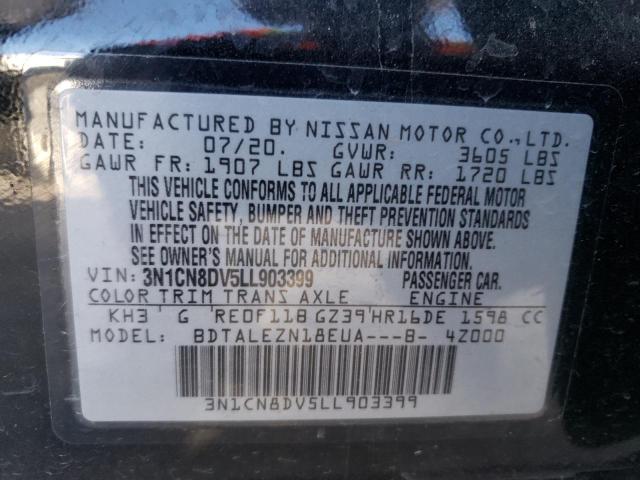 MANUFACTURED BY NISSAN MOTOR CO.,LTD.
DATE: 07/20. GVWR: 3605 LBS
GAWR FR: 1907 LBS GAWR RR: 1720 LBS
THIS VEHICLE CONFORMS TO ALL APPLICABLE FEDERAL MOTOR
VEHICLE SAFETY, BUMPER AND THEFT PREVENTION STANDARDS
IN EFFECT ON THE DATE OF MANUFACTURE SHOWN ABOVE.
SEE OWNER'S MANUAL FOR ADDITIONAL INFORMATION.
VIN: 3N1CN8DV5LL903399 PASSENGER CAR.
COLOR TRIM TRANS AXLE ENGINE
KH3 G RE0F11B GZ39 HR16DE 1598 CC
MODEL: BDTALEZN18EUA---B- 4Z000
3N1CN8DV5LL903399